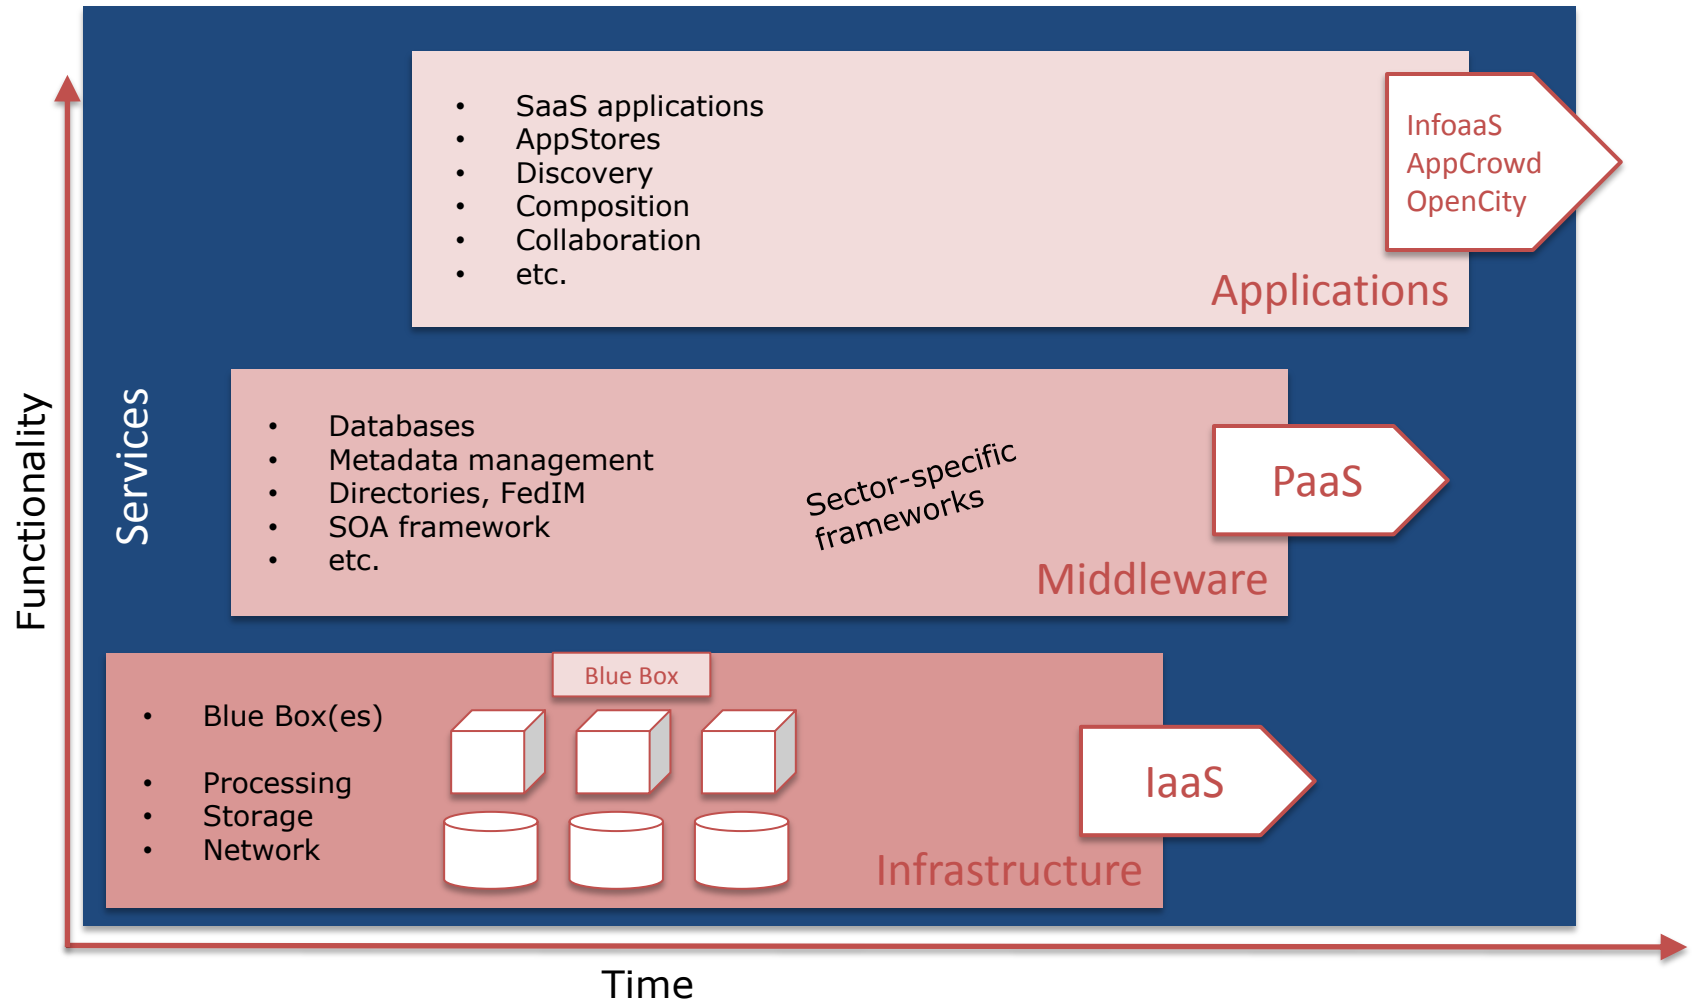 • SaaS applications
• AppStores
• Discovery
• Composition
• Collaboration
• etc.
InfoaaS
AppCrowd
OpenCity
Applications
Functionality
Services
• Databases
• Metadata management
• Directories, FedIM
• SOA framework
• etc.
Sector-specific
frameworks
PaaS
Middleware
Blue Box
• Blue Box(es)
• Processing
• Storage
• Network
IaaS
Infrastructure
Time